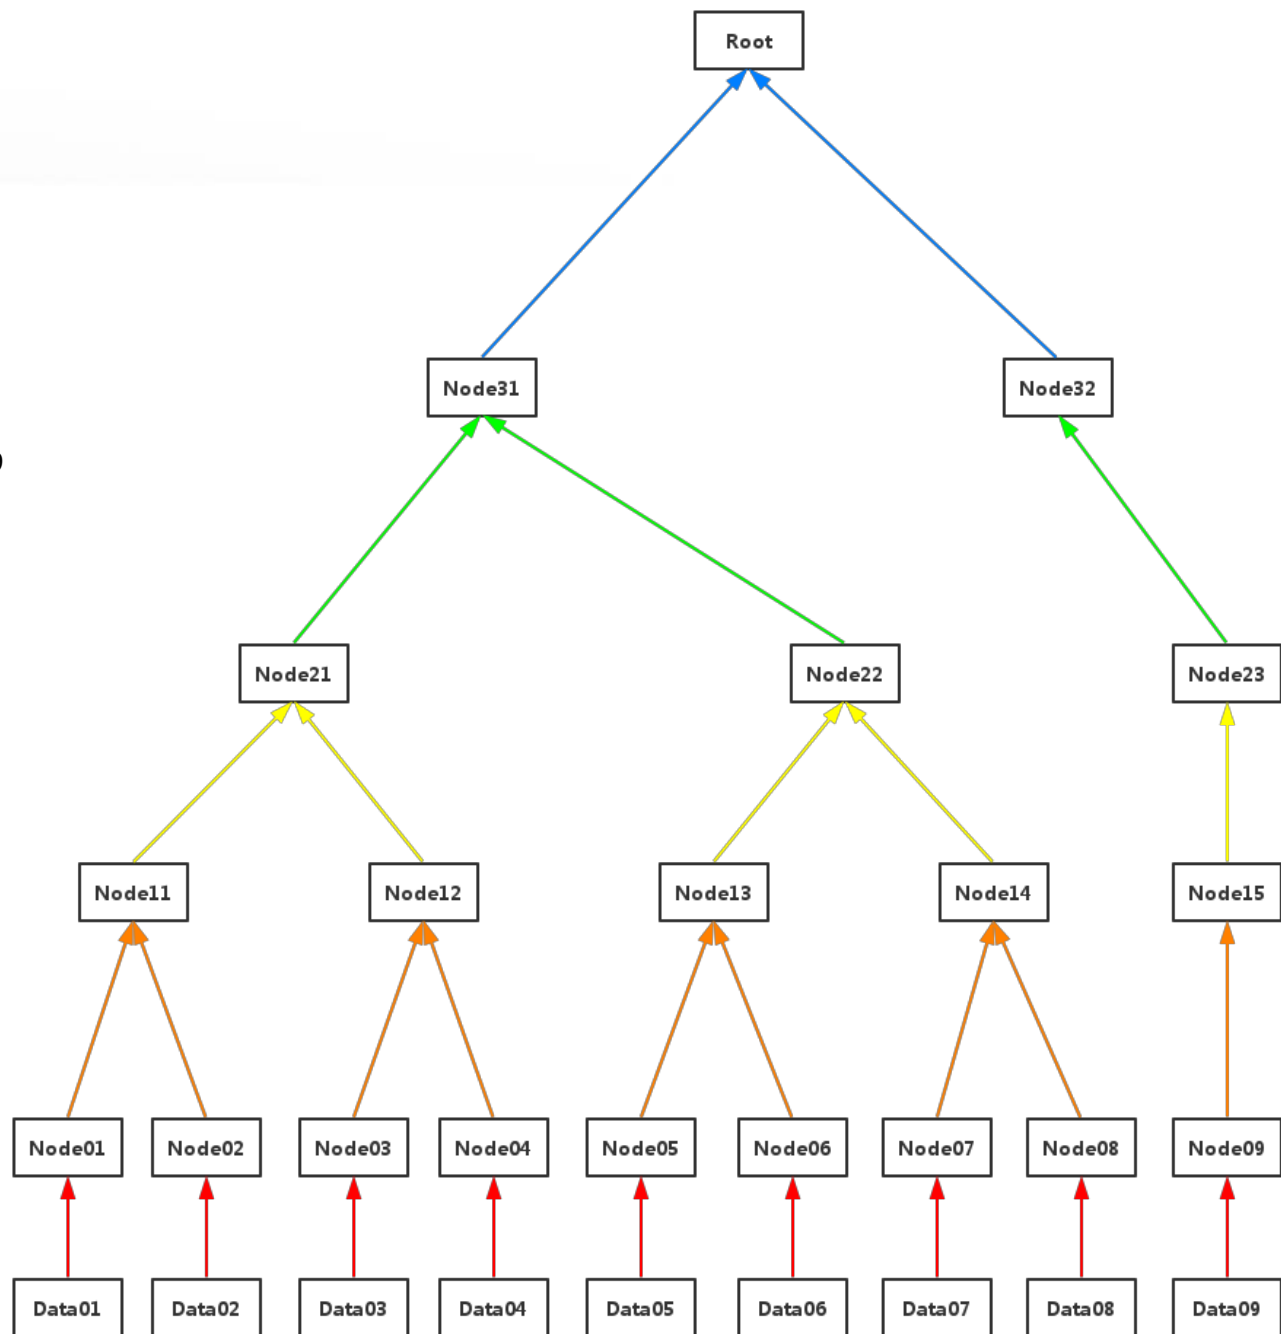 Root
Node31 Node32
Node21 Node22 Node23
Node11 Node12 Node13 Node14 Node15
Node01 Node02 Node03 Node04 Node05 Node06 Node07 Node08 Node09
Data01 Data02 Data03 Data04 Data05 Data06 Data07 Data08 Data09